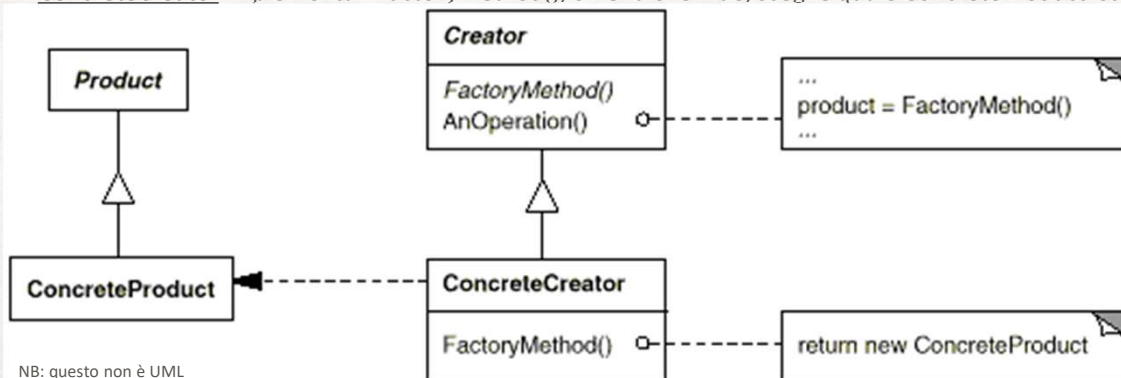 Creator
Product
FactoryMethod()
AnOperation()
...
product = FactoryMethod()
...
ConcreteProduct
ConcreteCreator
FactoryMethod()
return new ConcreteProduct
NB: questo non è UML